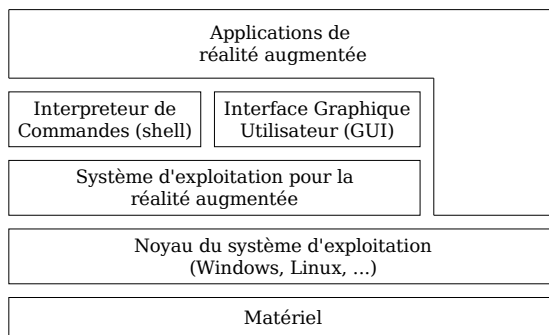 Applications de
réalité augmentée
Interpreteur de
Commandes (shell)
Interface Graphique
Utilisateur (GUI)
Système d'exploitation pour la
réalité augmentée
Noyau du système d'exploitation
(Windows, Linux, ...)
Matériel